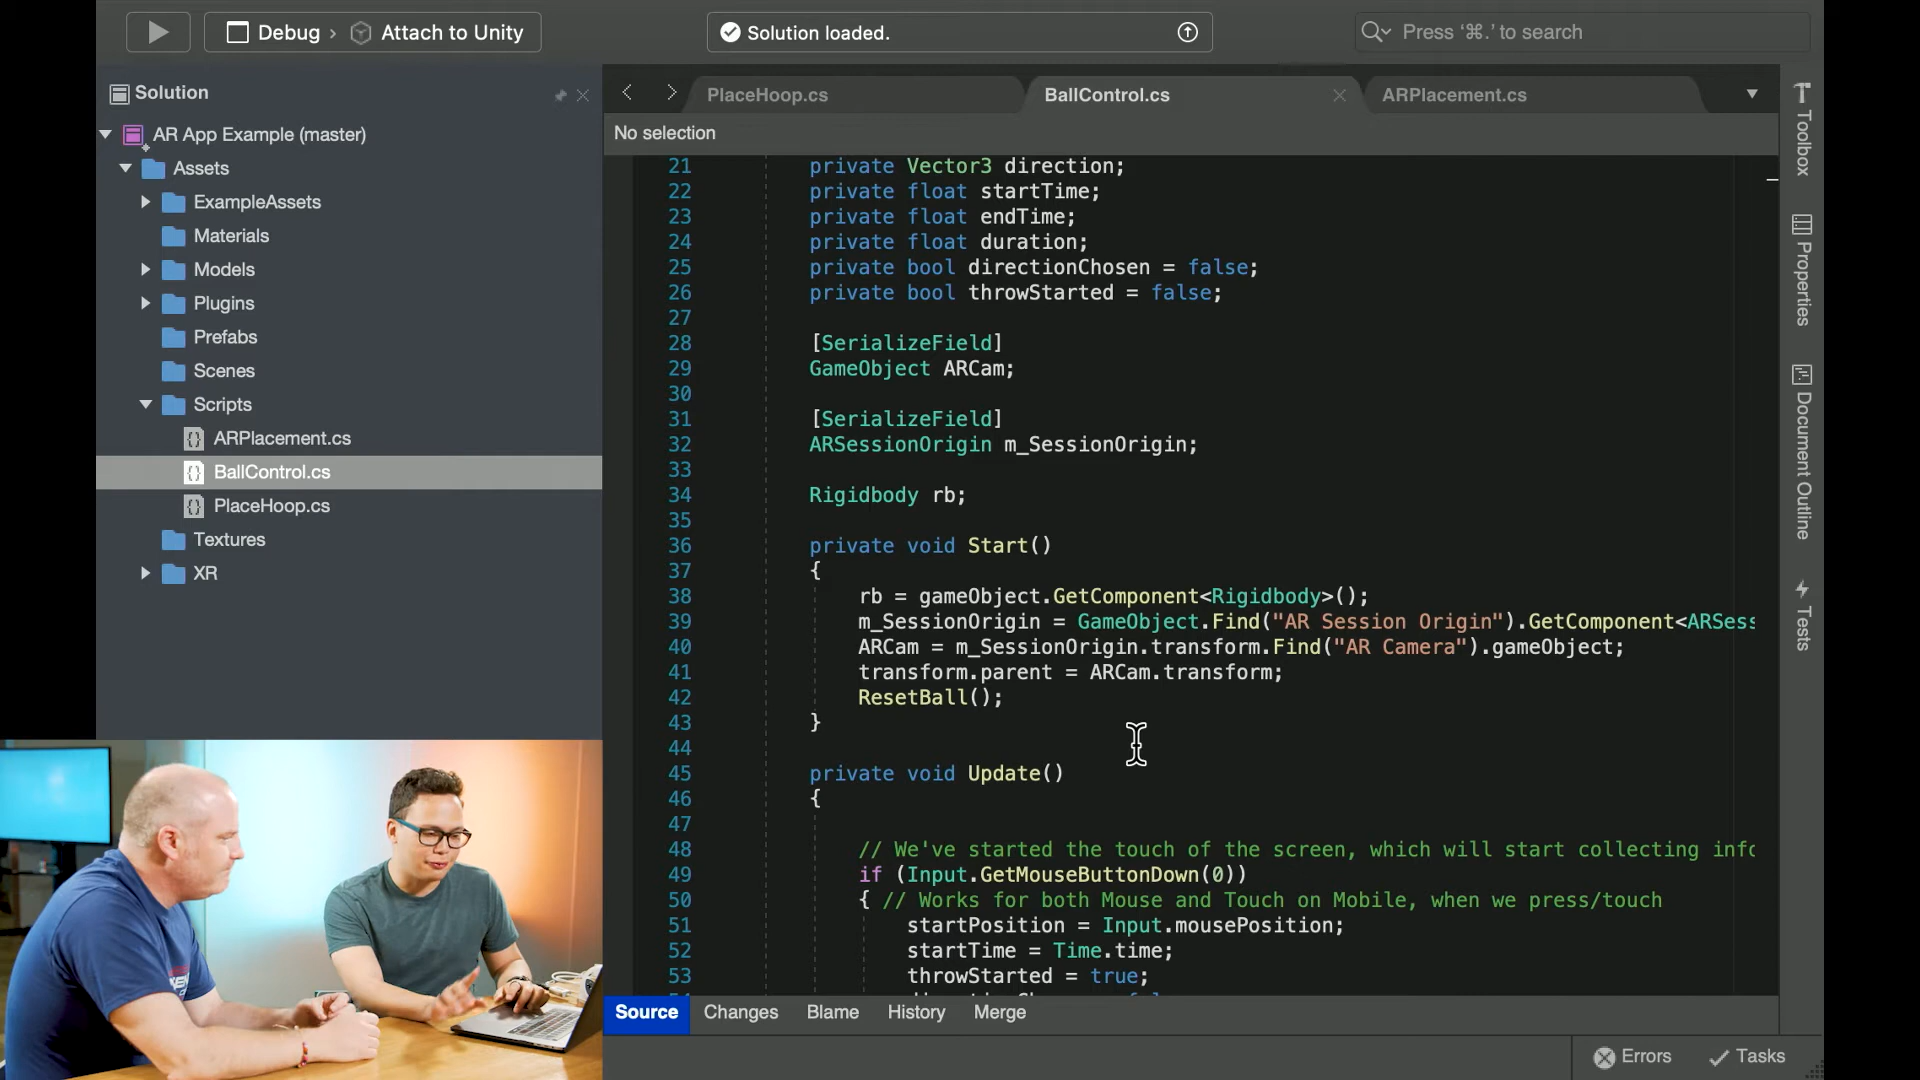 Debug › Attach to Unity
Solution loaded.
Press '⌘.' to search
Solution
AR App Example (master)
Assets
ExampleAssets
Materials
Models
Plugins
Prefabs
Scenes
Scripts
ARPlacement.cs
BallControl.cs
PlaceHoop.cs
Textures
XR
PlaceHoop.cs
BallControl.cs
ARPlacement.cs
No selection
21 private Vector3 direction;
22 private float startTime;
23 private float endTime;
24 private float duration;
25 private bool directionChosen = false;
26 private bool throwStarted = false;
27
28 [SerializeField]
29 GameObject ARCam;
30
31 [SerializeField]
32 ARSessionOrigin m_SessionOrigin;
33
34 Rigidbody rb;
35
36 private void Start()
37 {
38 rb = gameObject.GetComponent<Rigidbody>();
39 m_SessionOrigin = GameObject.Find("AR Session Origin").GetComponent<ARSess
40 ARCam = m_SessionOrigin.transform.Find("AR Camera").gameObject;
41 transform.parent = ARCam.transform;
42 ResetBall();
43 }
44
45 private void Update()
46 {
47
48 // We've started the touch of the screen, which will start collecting info
49 if (Input.GetMouseButtonDown(0))
50 { // Works for both Mouse and Touch on Mobile, when we press/touch
51 startPosition = Input.mousePosition;
52 startTime = Time.time;
53 throwStarted = true;
Source
Changes
Blame
History
Merge
Errors
Tasks
Toolbox
Properties
Document Outline
Tests